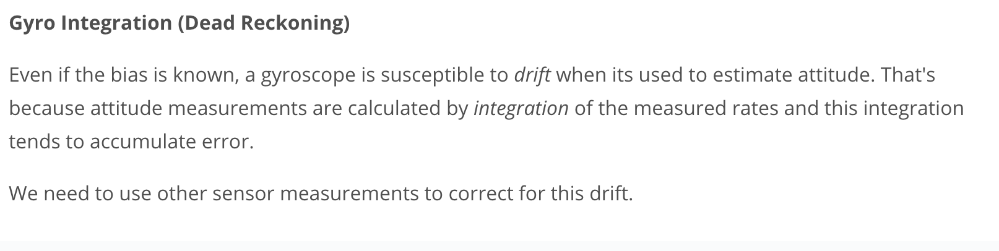 Gyro Integration (Dead Reckoning)
Even if the bias is known, a gyroscope is susceptible to drift when its used to estimate attitude. That's
because attitude measurements are calculated by integration of the measured rates and this integration
tends to accumulate error.
We need to use other sensor measurements to correct for this drift.